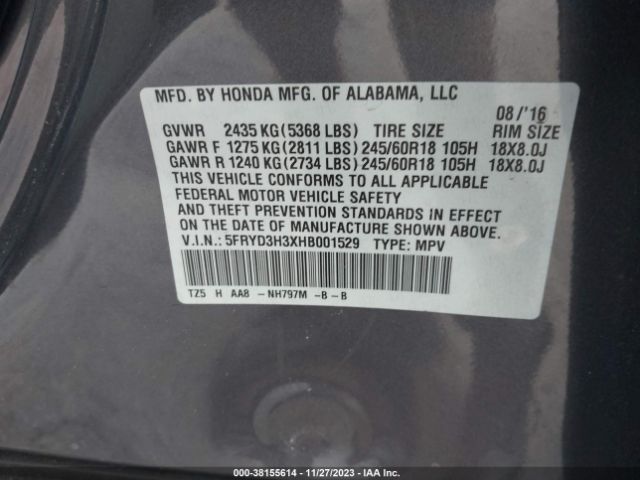 MFD. BY HONDA MFG. OF ALABAMA, LLC
08/'16
GVWR 2435 KG(5368 LBS) TIRE SIZE RIM SIZE
GAWR F 1275 KG(2811 LBS) 245/60R18 105H 18X8.0J
GAWR R 1240 KG(2734 LBS) 245/60R18 105H 18X8.0J
THIS VEHICLE CONFORMS TO ALL APPLICABLE
FEDERAL MOTOR VEHICLE SAFETY
AND THEFT PREVENTION STANDARDS IN EFFECT
ON THE DATE OF MANUFACTURE SHOWN ABOVE.
V.I.N.: 5FRYD3H3XHB001529 TYPE: MPV
TZ5 H AA8 -NH797M -B-B
000-38155614 - 11/27/2023 - IAA Inc.